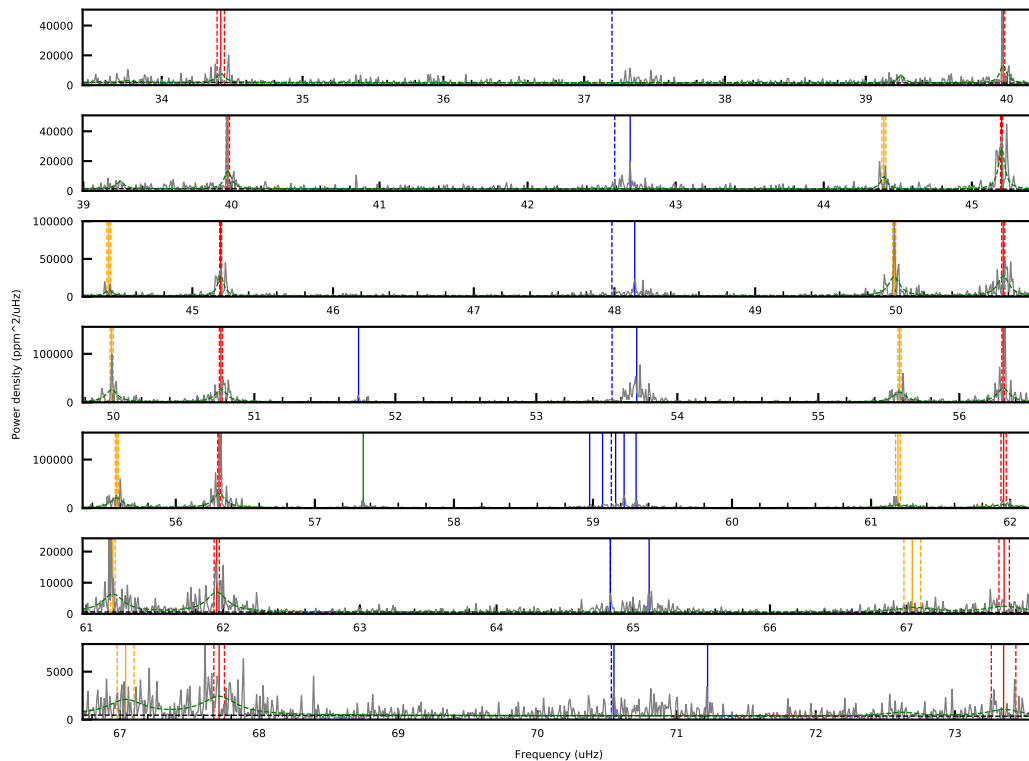 40000
20000
0
34 35 36 37 38 39 40
40000
20000
0
39 40 41 42 43 44 45
100000
50000
0
45 46 47 48 49 50
100000
0
50 51 52 53 54 55 56
100000
0
56 57 58 59 60 61 62
20000
10000
0
61 62 63 64 65 66 67
5000
0
67 68 69 70 71 72 73
Power density (ppm^2/uHz)
Frequency (uHz)